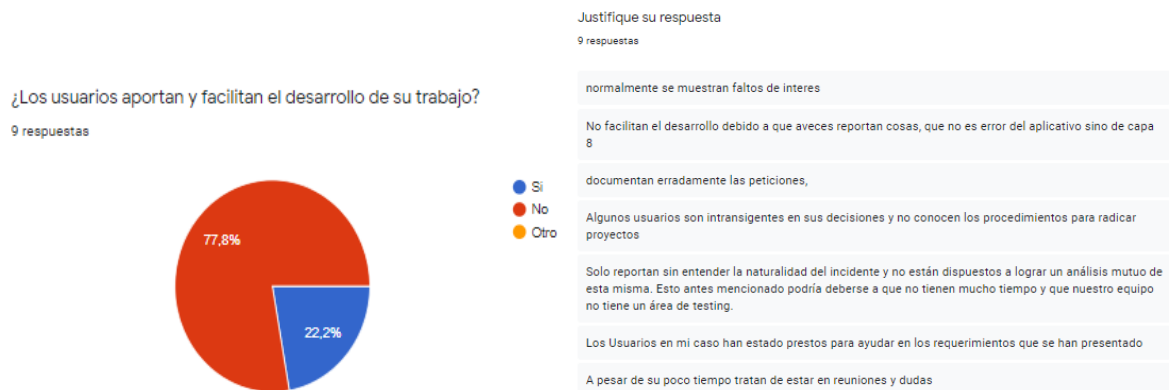 ¿Los usuarios aportan y facilitan el desarrollo de su trabajo?
9 respuestas
Si
No
Otro
77,8%
22,2%
Justifique su respuesta
9 respuestas
normalmente se muestran faltos de interes
No facilitan el desarrollo debido a que aveces reportan cosas, que no es error del aplicativo sino de capa
8
documentan erradamente las peticiones,
Algunos usuarios son intransigentes en sus decisiones y no conocen los procedimientos para radicar
proyectos
Solo reportan sin entender la naturalidad del incidente y no están dispuestos a lograr un análisis mutuo de
esta misma. Esto antes mencionado podría deberse a que no tienen mucho tiempo y que nuestro equipo
no tiene un área de testing.
Los Usuarios en mi caso han estado prestos para ayudar en los requerimientos que se han presentado
A pesar de su poco tiempo tratan de estar en reuniones y dudas